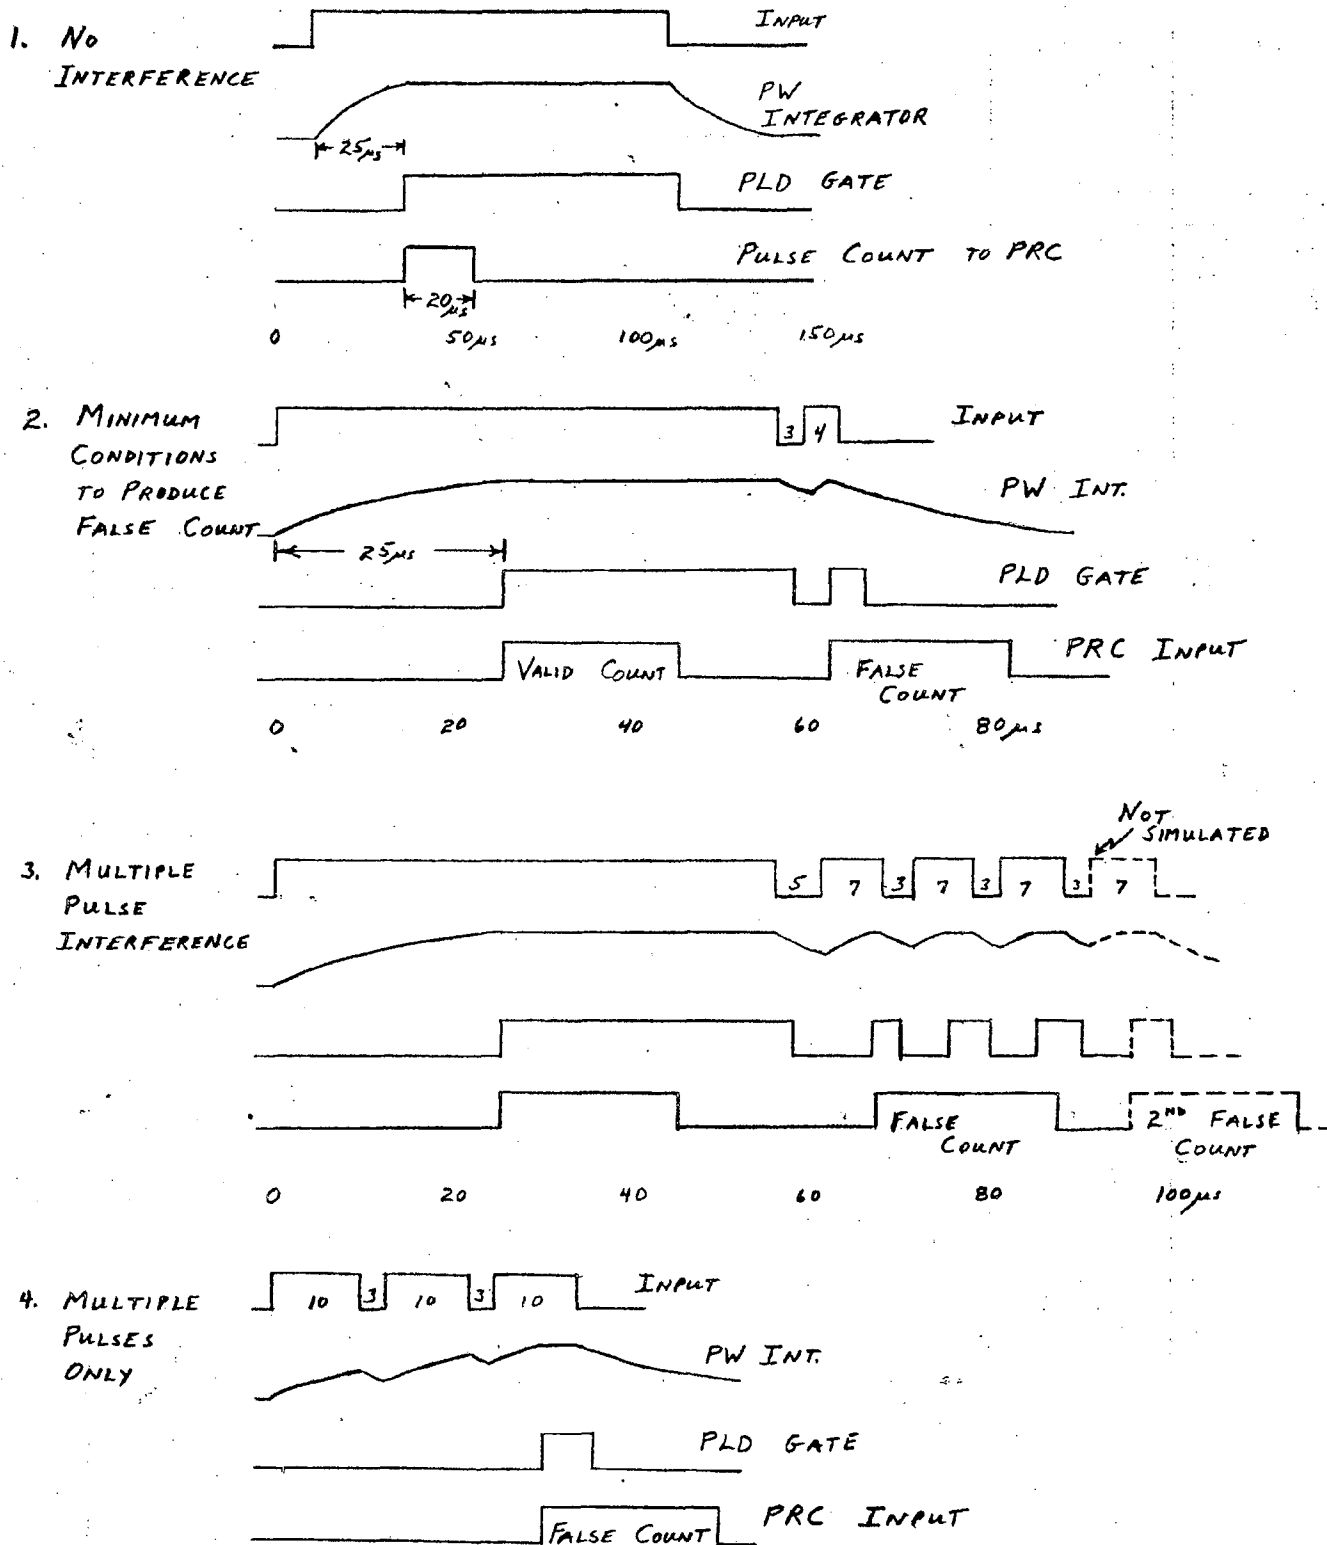 1. No
INTERFERENCE
INPUT
PW
INTEGRATOR
25µs
PLD GATE
PULSE COUNT TO PRC
20
µs
0 50µs 100µs 150µs
2. MINIMUM
CONDITIONS
TO PRODUCE
FALSE COUNT
INPUT
3 4
PW INT.
25µs
PLD GATE
PRC INPUT
VALID COUNT
FALSE
COUNT
0 20 40 60 80µs
3. MULTIPLE
PULSE
INTERFERENCE
NOT
SIMULATED
5 7 3 7 3 7 3 7
FALSE
COUNT
2ND FALSE
COUNT
0 20 40 60 80 100µs
4. MULTIPLE
PULSES
ONLY
10 3 10 3 10
INPUT
PW INT.
PLD GATE
PRC INPUT
FALSE COUNT